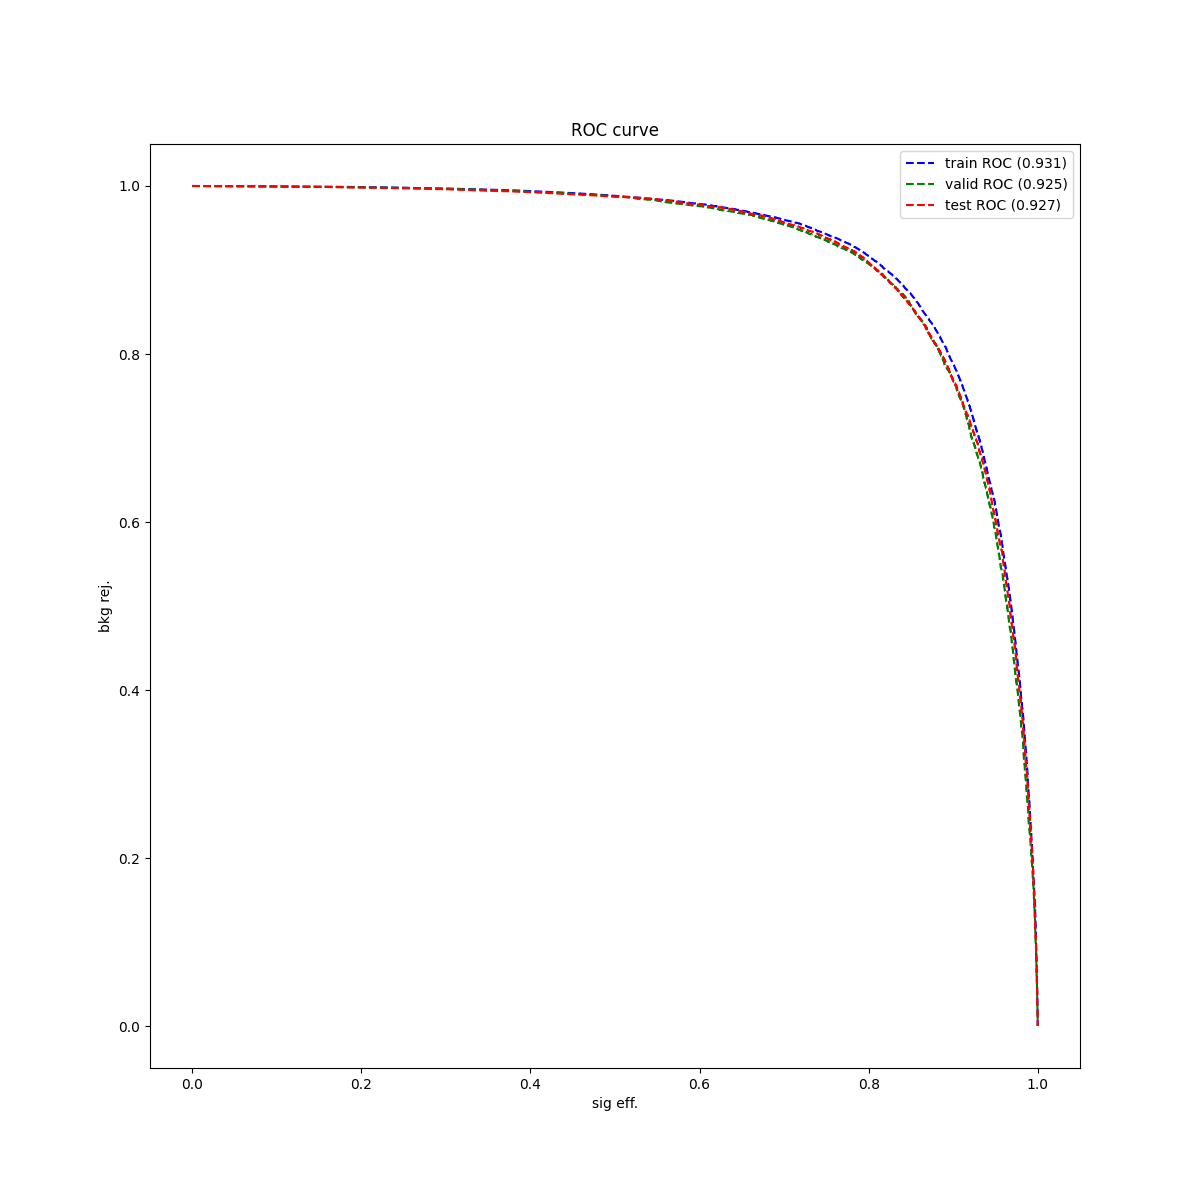 ROC curve
train ROC (0.931)
valid ROC (0.925)
test ROC (0.927)
1.0
0.8
0.6
0.4
0.2
0.0
bkg rej.
0.0 0.2 0.4 0.6 0.8 1.0
sig eff.